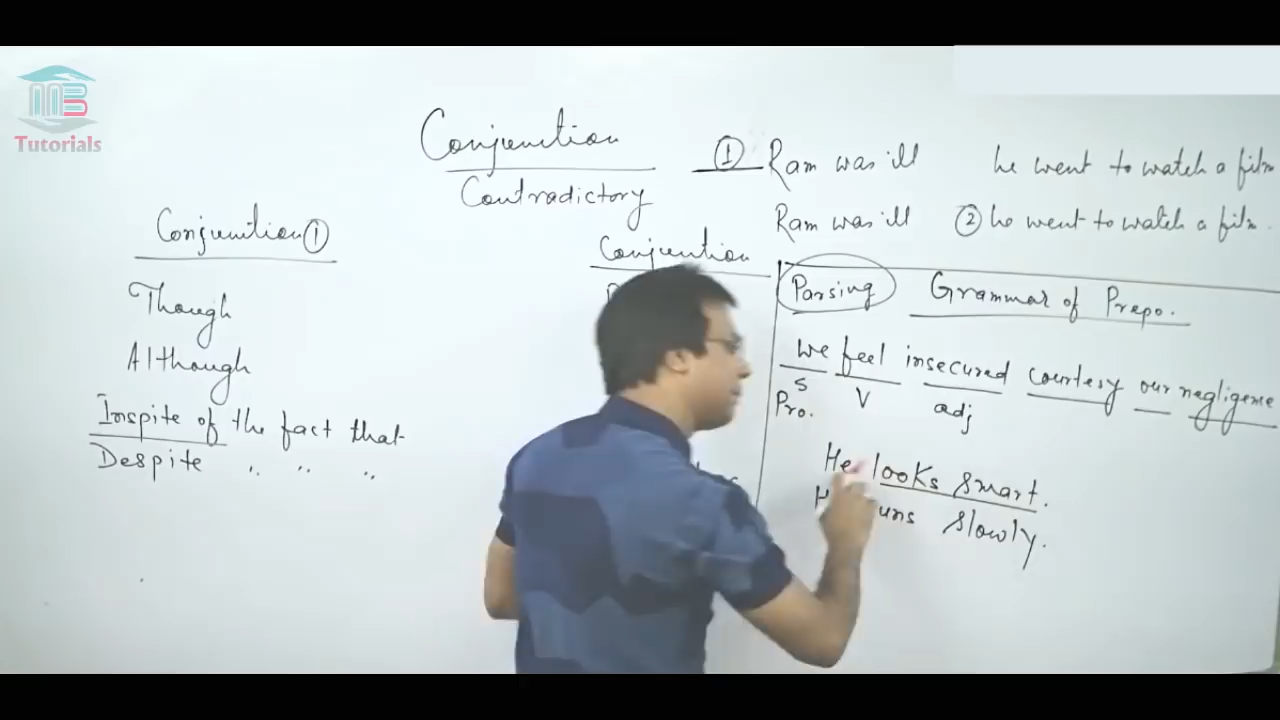 MB
Tutorials
Conjunction
Contradictory
① Ram was ill he went to watch a film
Ram was ill ② he went to watch a film.
Conjunction ①
Though
Although
Inspite of the fact that
Despite " " "
Conjunction
Parsing Grammar of Prepo.
We feel insecured courtesy our negligence
S V adj
Pro.
He looks smart.
slowly.